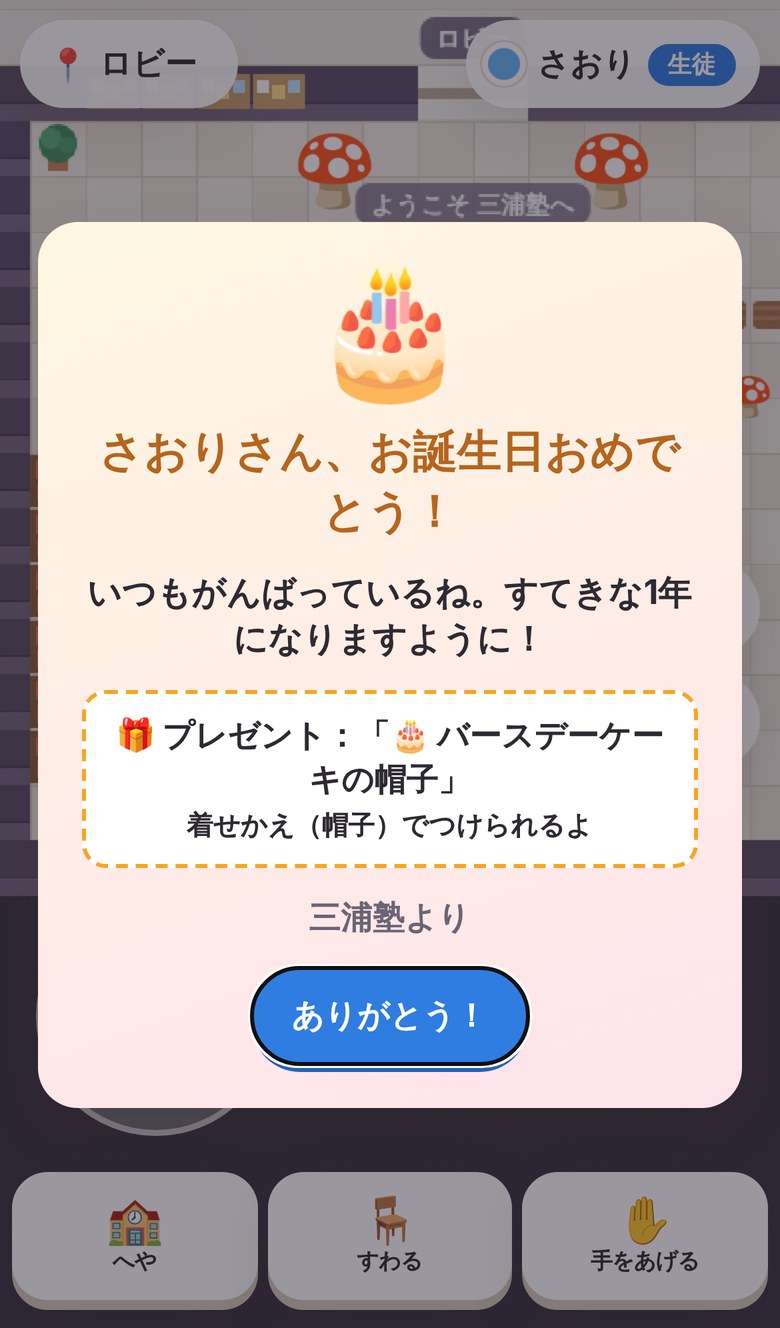 📍 ロビー
さおり 生徒
ようこそ 三浦塾へ
さおりさん、お誕生日おめで
とう！
いつもがんばっているね。すてきな1年
になりますように！
🎁 プレゼント：「🎂 バースデーケー
キの帽子」
着せかえ（帽子）でつけられるよ
三浦塾より
ありがとう！
へや
すわる
手をあげる